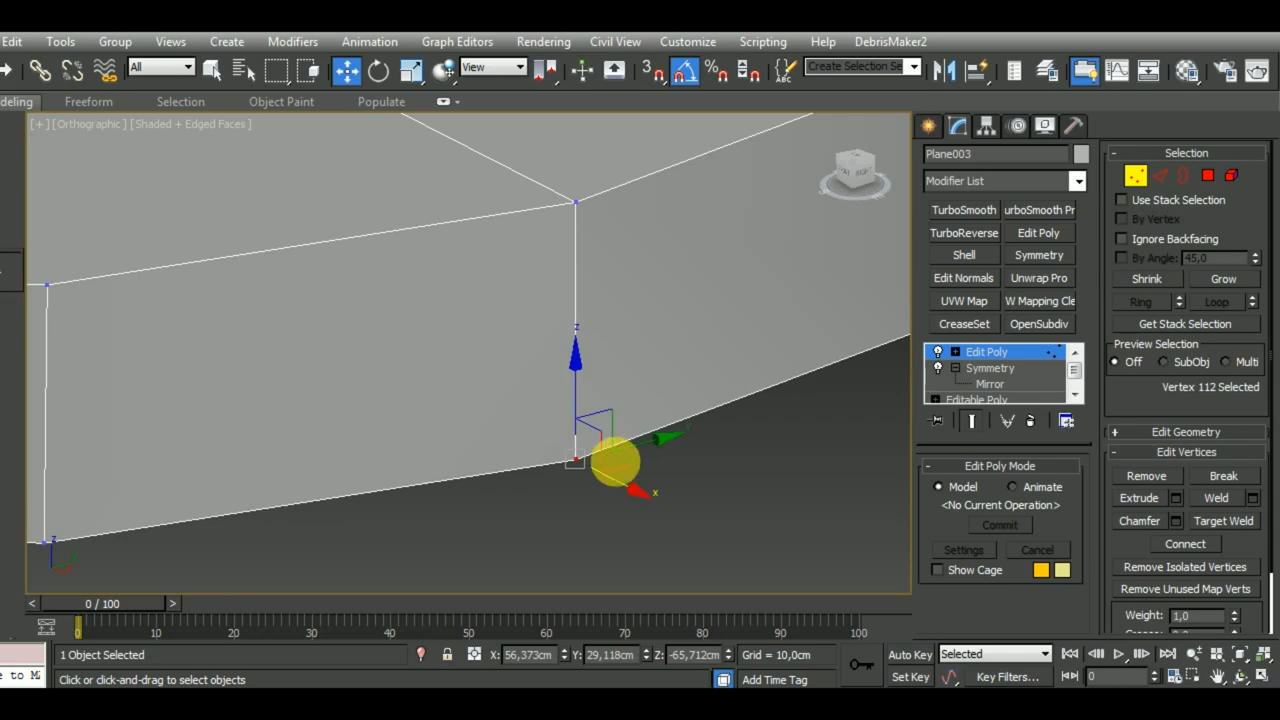 Edit Tools Group Views Create Modifiers Animation Graph Editors Rendering Civil View Customize Scripting Help DebrisMaker2
All View 3 % ABC Create Selection Se
deling Freeform Selection Object Paint Populate
[+] [Orthographic] [Shaded + Edged Faces]
RIGHT
z
y
x
z
Plane003
Modifier List
TurboSmooth urboSmooth Pr
TurboReverse Edit Poly
Shell Symmetry
Edit Normals Unwrap Pro
UVW Map W Mapping Cle
CreaseSet OpenSubdiv
Edit Poly
Symmetry
Mirror
Editable Poly
- Edit Poly Mode
Model Animate
<No Current Operation>
Commit
Settings Cancel
Show Cage
- Selection
Use Stack Selection
By Vertex
Ignore Backfacing
By Angle: 45,0
Shrink Grow
Ring Loop
Get Stack Selection
Preview Selection
Off SubObj Multi
Vertex 112 Selected
+ Edit Geometry
- Edit Vertices
Remove Break
Extrude Weld
Chamfer Target Weld
Connect
Remove Isolated Vertices
Remove Unused Map Verts
Weight: 1,0
< 0 / 100 >
0 10 20 30 40 50 60 70 80 90 100
1 Object Selected X: 56,373cm Y: 29,118cm Z: -65,712cm Grid = 10,0cm Auto Key Selected
e to M Click or click-and-drag to select objects Add Time Tag Set Key Key Filters... 0